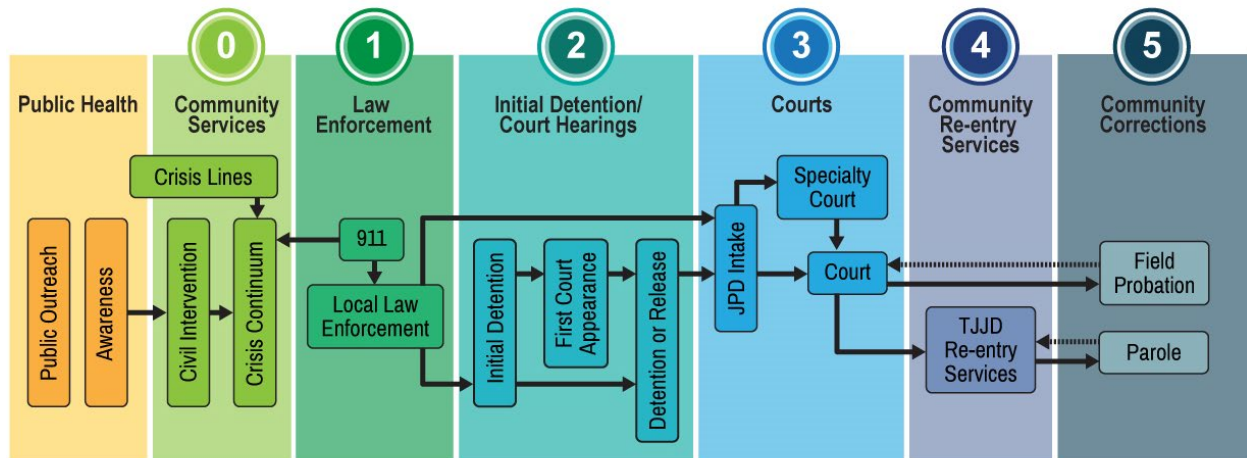 0
1
2
3
4
5
Public Health
Community
Services
Law
Enforcement
Initial Detention/
Court Hearings
Courts
Community
Re-entry
Services
Community
Corrections
Public Outreach
Awareness
Crisis Lines
Civil Intervention
Crisis Continuum
911
Local Law
Enforcement
Initial Detention
First Court
Appearance
Detention or Release
JPD Intake
Specialty
Court
Court
TJJD
Re-entry
Services
Field
Probation
Parole